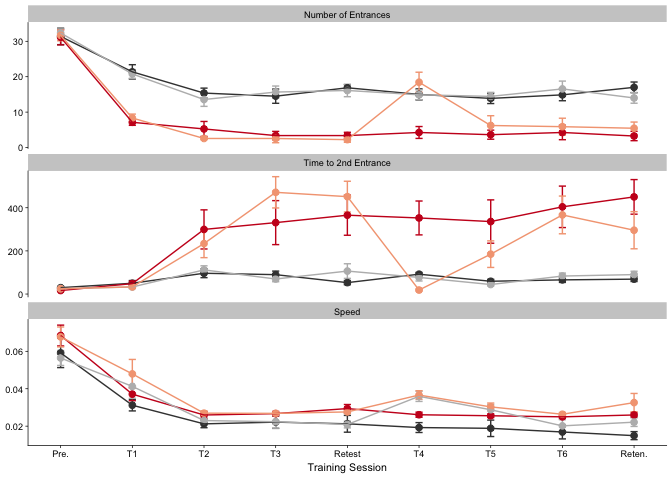 Number of Entrances
30
20
10
0
Time to 2nd Entrance
400
200
0
Speed
0.06
0.04
0.02
Pre. T1 T2 T3 Retest T4 T5 T6 Reten.
Training Session